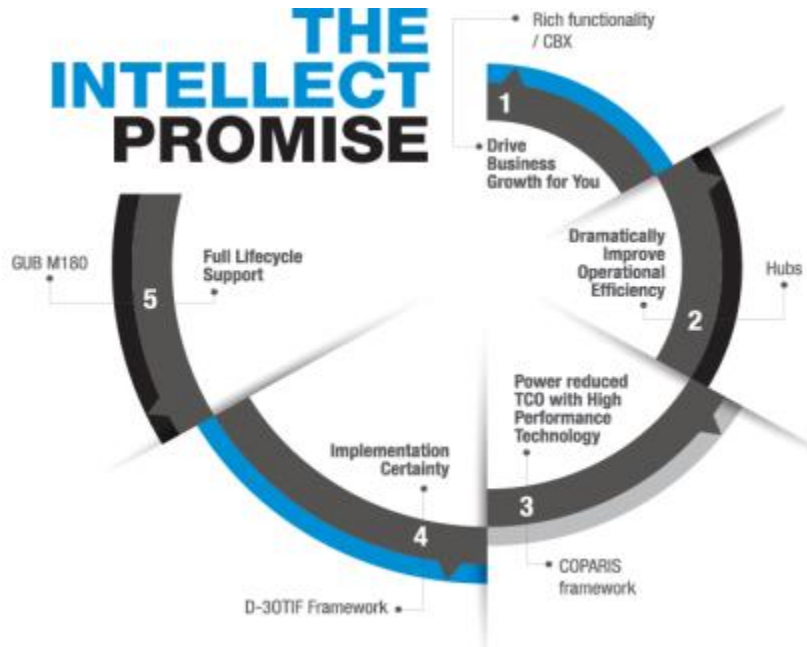 THE
INTELLECT
PROMISE
Rich functionality
/ CBX
1
Drive
Business
Growth for You
Dramatically
Improve
Operational
Efficiency
Hubs
2
Power reduced
TCO with High
Performance
Technology
3
COPARIS
framework
Implementation
Certainty
4
D-3OTIF Framework
Full Lifecycle
Support
GUB M180
5